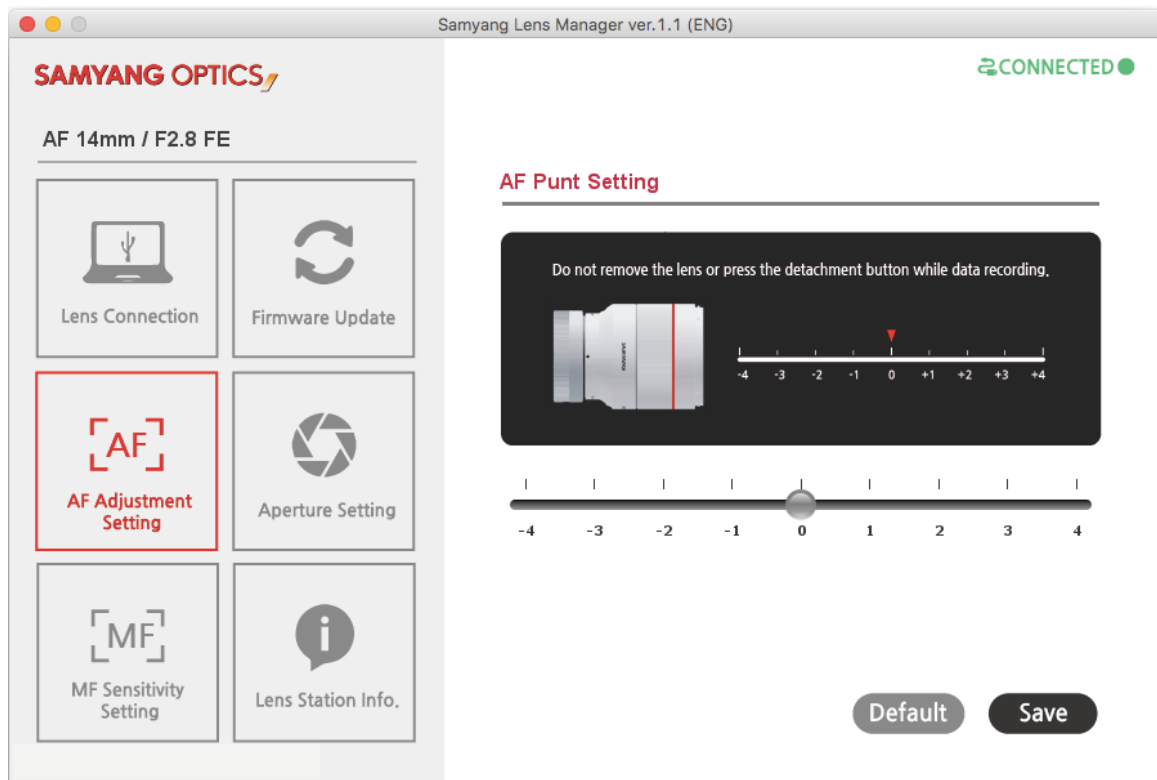 Samyang Lens Manager ver.1.1 (ENG)
SAMYANG OPTICS
CONNECTED
AF 14mm / F2.8 FE
Lens Connection
Firmware Update
AF
AF Adjustment
Setting
Aperture Setting
MF
MF Sensitivity
Setting
i
Lens Station Info.
AF Punt Setting
Do not remove the lens or press the detachment button while data recording.
SAMYANG
-4 -3 -2 -1 0 +1 +2 +3 +4
-4 -3 -2 -1 0 1 2 3 4
Default Save